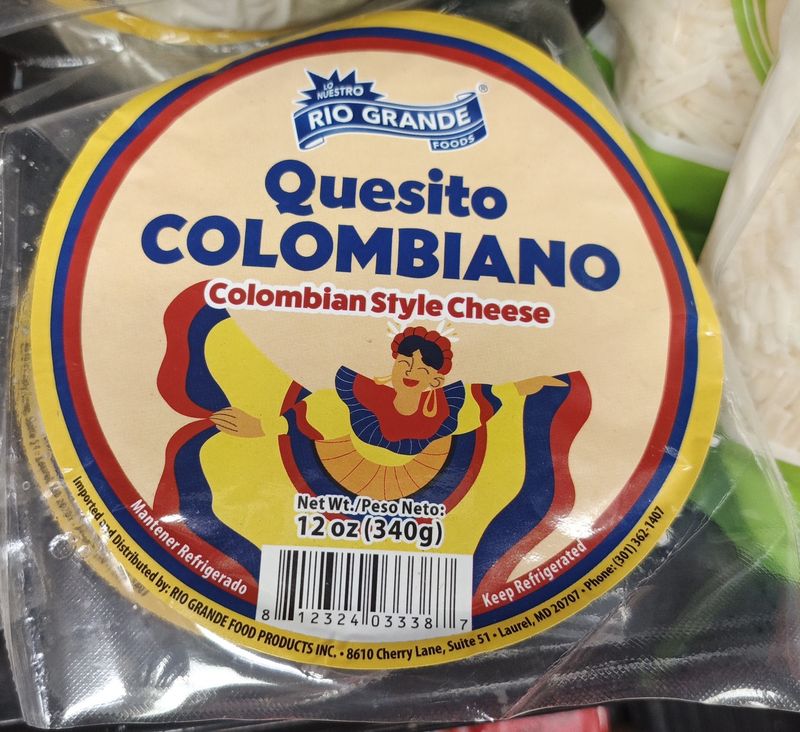 LO
NUESTRO
RIO GRANDE ®
FOODS
Quesito
COLOMBIANO
Colombian Style Cheese
Net Wt./Peso Neto:
12 oz (340g)
Mantener Refrigerado
Keep Refrigerated
8 12324 03338 7
Imported and Distributed by: RIO GRANDE FOOD PRODUCTS INC. • 8610 Cherry Lane, Suite 51 • Laurel, MD 20707 • Phone: (301) 362-1407